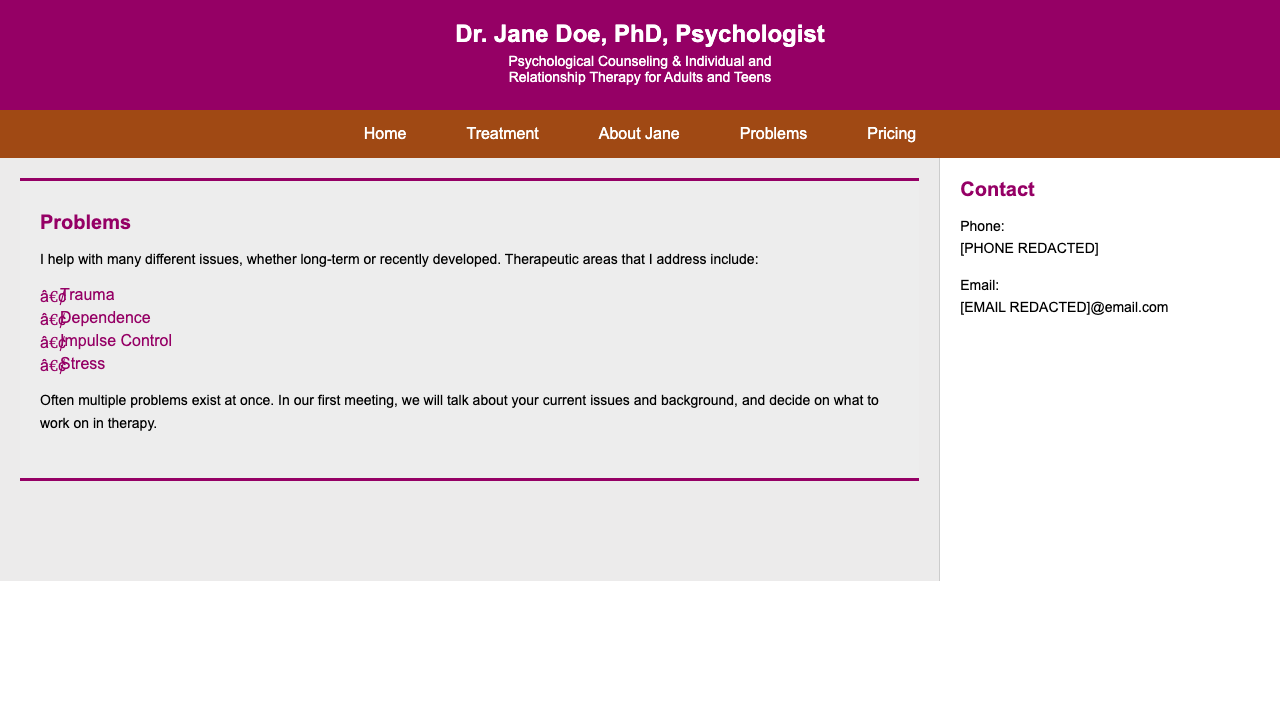 Dr. Jane Doe, PhD, Psychologist
Psychological Counseling & Individual and
Relationship Therapy for Adults and Teens
Home Treatment About Jane Problems Pricing
Problems
I help with many different issues, whether long-term or recently developed. Therapeutic areas that I address include:
â€¢ Trauma
â€¢ Dependence
â€¢ Impulse Control
â€¢ Stress
Often multiple problems exist at once. In our first meeting, we will talk about your current issues and background, and decide on what to
work on in therapy.
Contact
Phone:
[PHONE REDACTED]
Email:
[EMAIL REDACTED]@email.com